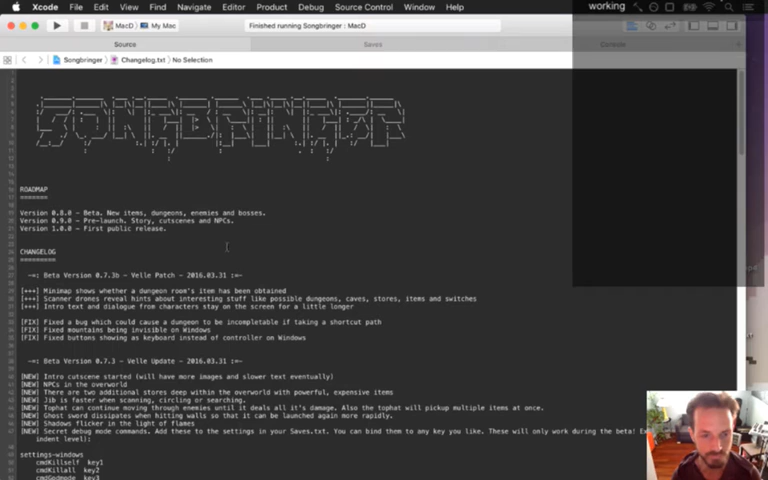 Xcode File Edit View Find Navigate Editor Product Debug Source Control Window Help
working
MacD My Mac
Finished running Songbringer : MacD
Source Saves Console
Songbringer Changelog.txt No Selection
SONGBRINGER
ROADMAP
=======
Version 0.8.0 - Beta. New items, dungeons, enemies and bosses.
Version 0.9.0 - Pre-launch. Story, cutscenes and NPCs.
Version 1.0.0 - First public release.
CHANGELOG
=========
-=: Beta Version 0.7.3b - Velle Patch - 2016.03.31 :=-
[+++] Minimap shows whether a dungeon room's item has been obtained
[+++] Scanner drones reveal hints about interesting stuff like possible dungeons, caves, stores, items and switches
[+++] Intro text and dialogue from characters stay on the screen for a little longer
[FIX] Fixed a bug which could cause a dungeon to be incompletable if taking a shortcut path
[FIX] Fixed mountains being invisible on Windows
[FIX] Fixed buttons showing as keyboard instead of controller on Windows
-=: Beta Version 0.7.3 - Velle Update - 2016.03.31 :=-
[NEW] Intro cutscene started (will have more images and slower text eventually)
[NEW] NPCs in the overworld
[NEW] There are two additional stores deep within the overworld with powerful, expensive items
[NEW] Jib is faster when scanning, circling or searching.
[NEW] Tophat can continue moving through enemies until it deals all it's damage. Also the tophat will pickup multiple items at once.
[NEW] Ghost sword dissipates when hitting walls so that it can be launched again more rapidly.
[NEW] Shadows flicker in the light of flames
[NEW] Secret debug mode commands. Add these to the settings in your Saves.txt. You can bind them to any key you like. These will only work during the beta!
indent level):
settings-windows
cmdKillself key1
cmdKillall key2
cmdGodmode key3